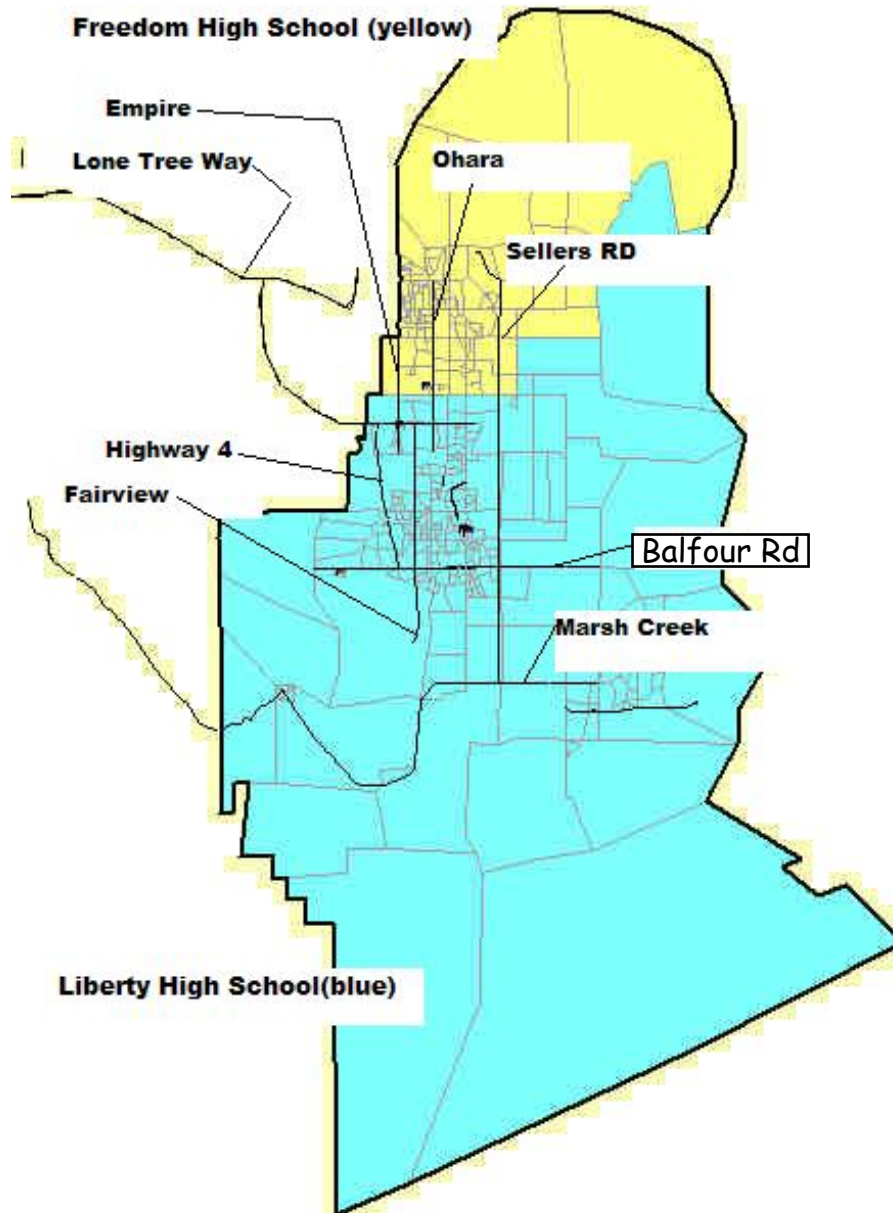 Freedom High School (yellow)
Empire
Lone Tree Way
Ohara
Sellers RD
Highway 4
Fairview
Balfour Rd
Marsh Creek
Liberty High School(blue)